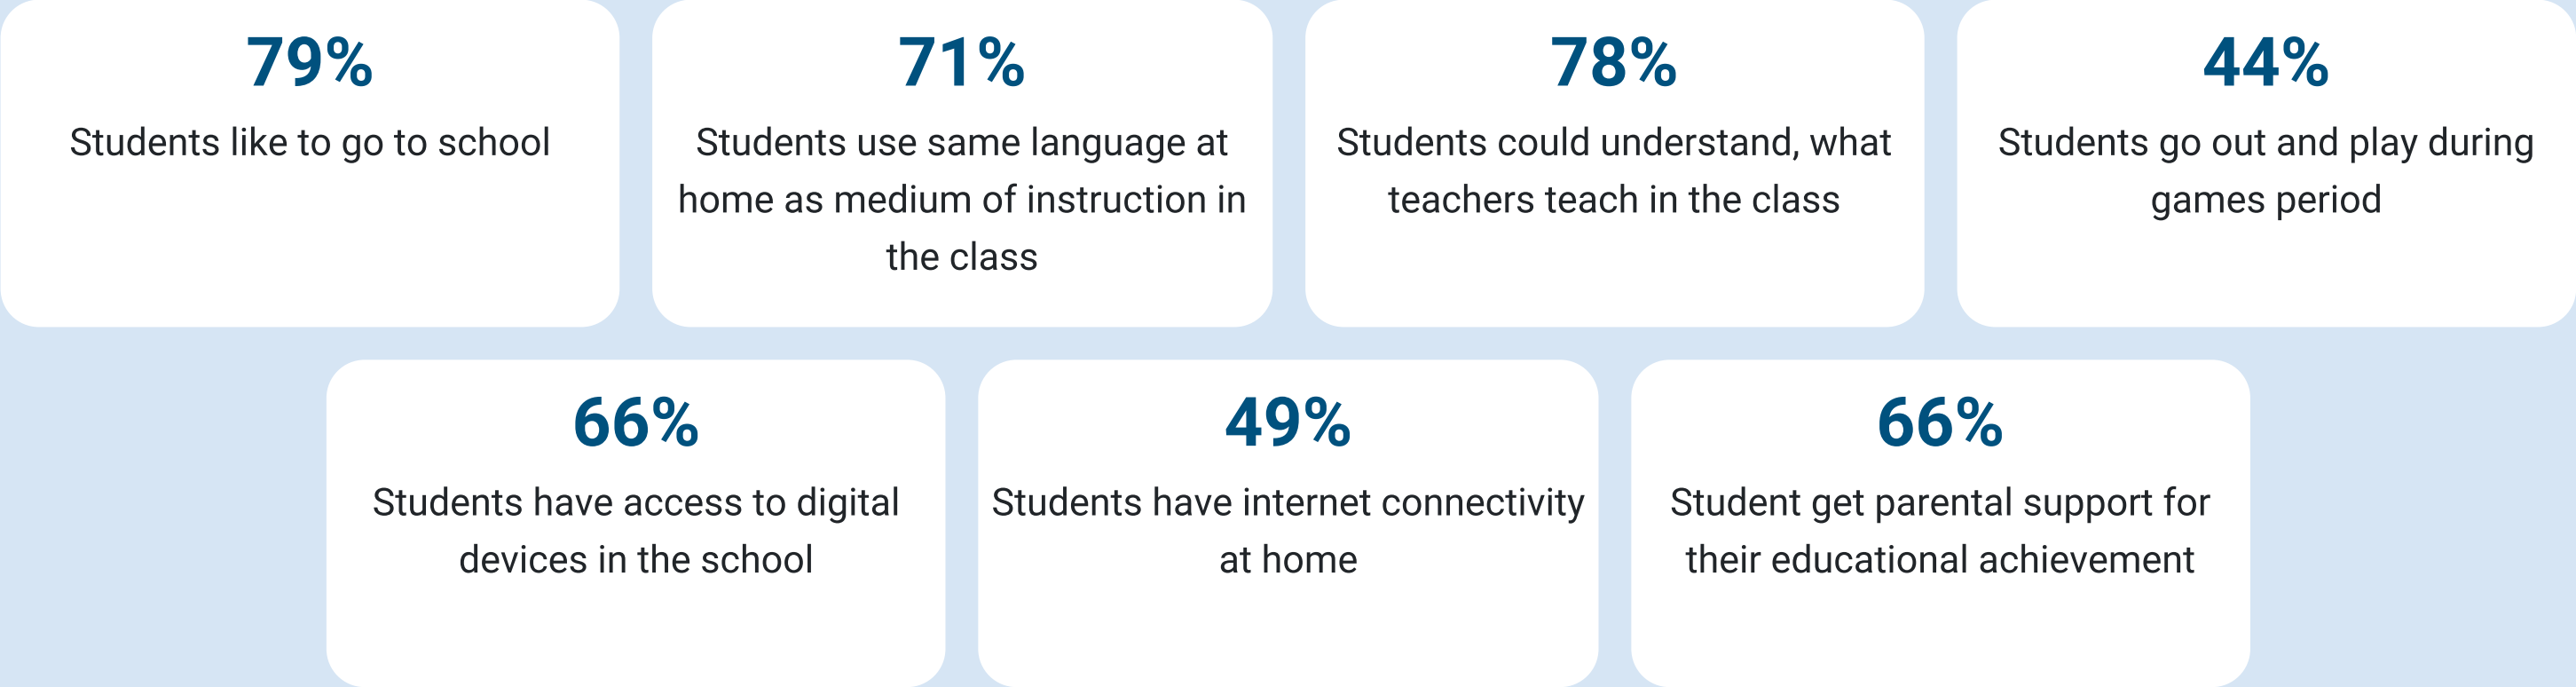 79%
Students like to go to school
71%
Students use same language at
home as medium of instruction in
the class
78%
Students could understand, what
teachers teach in the class
44%
Students go out and play during
games period
66%
Students have access to digital
devices in the school
49%
Students have internet connectivity
at home
66%
Student get parental support for
their educational achievement